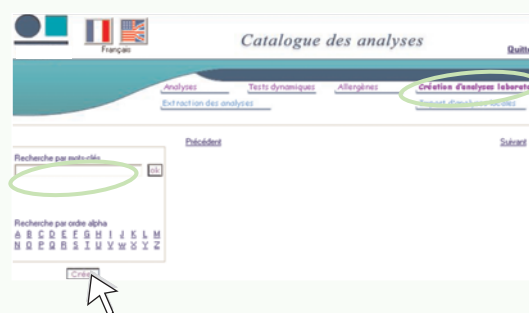 Français
Catalogue des analyses
Quitte
Analyses Tests dynamiques Allergènes Création d'analyses laborato
Extraction des analyses
Précédent Suivant
Recherche par mots-clés
ok
Recherche par ordre alpha
A B C D E F G H I J K L M
N O P Q R S T U V W X Y Z
Créer